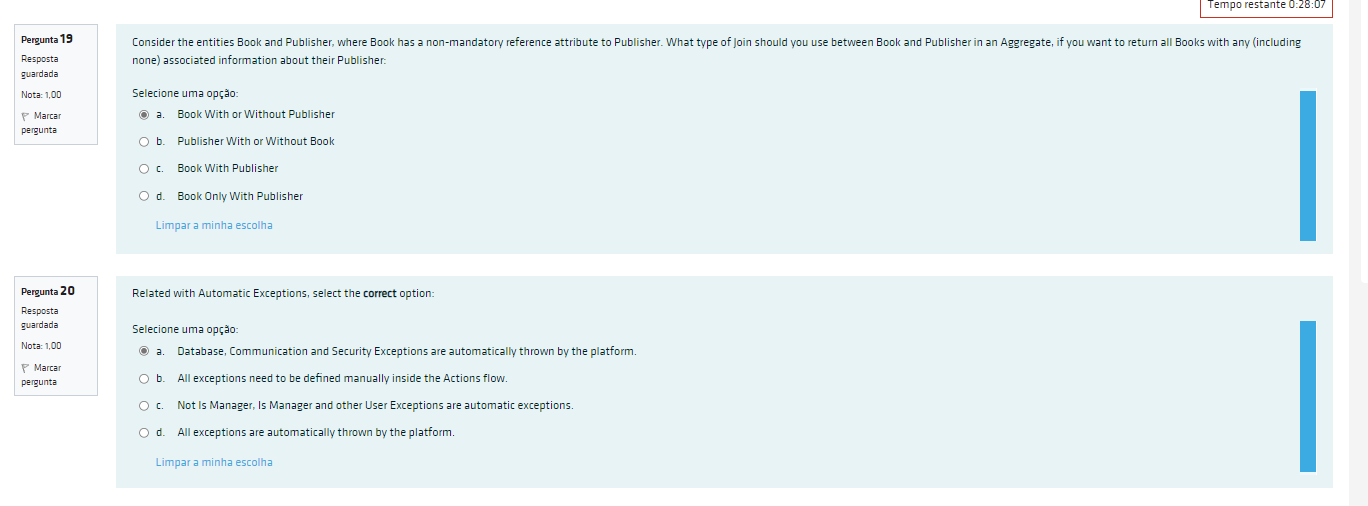 Tempo restante 0:28:07
Pergunta 19
Resposta
guardada
Nota: 1,00
Marcar
pergunta
Consider the entities Book and Publisher, where Book has a non-mandatory reference attribute to Publisher. What type of Join should you use between Book and Publisher in an Aggregate, if you want to return all Books with any (including
none) associated information about their Publisher:
Selecione uma opção:
a. Book With or Without Publisher
b. Publisher With or Without Book
c. Book With Publisher
d. Book Only With Publisher
Limpar a minha escolha
Pergunta 20
Resposta
guardada
Nota: 1,00
Marcar
pergunta
Related with Automatic Exceptions, select the correct option:
Selecione uma opção:
a. Database, Communication and Security Exceptions are automatically thrown by the platform.
b. All exceptions need to be defined manually inside the Actions flow.
c. Not Is Manager, Is Manager and other User Exceptions are automatic exceptions.
d. All exceptions are automatically thrown by the platform.
Limpar a minha escolha